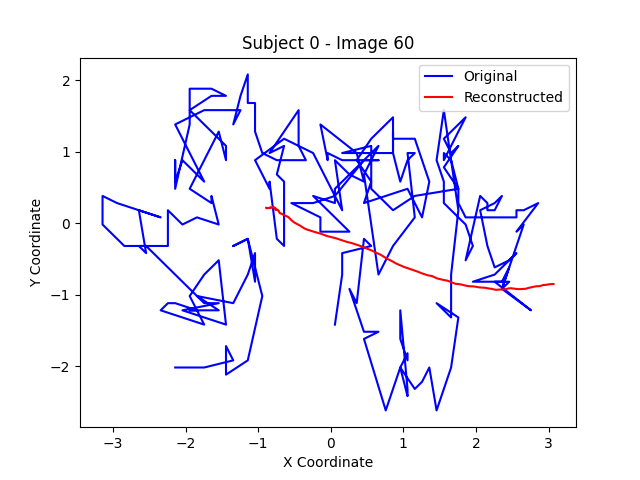 Subject 0 - Image 60
Original
Reconstructed
2
1
0
−1
−2
Y Coordinate
−3
−2
−1
0
1
2
3
X Coordinate